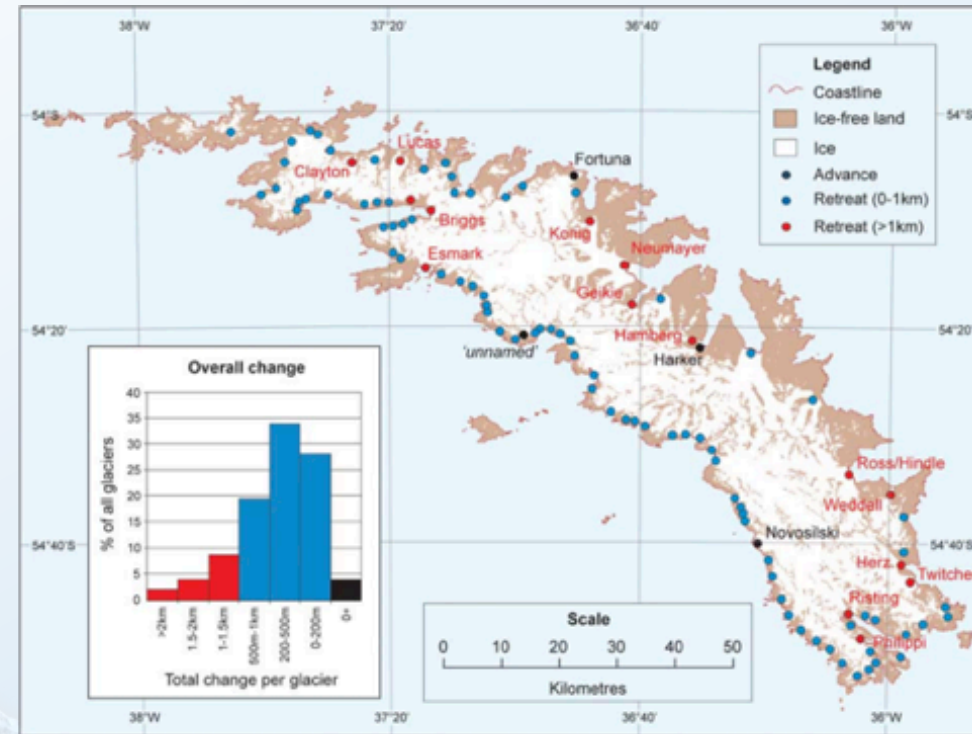 38°W
37°20'
36°40'
36°W
Legend
Coastline
Ice-free land
Ice
Advance
Retreat (0-1km)
Retreat (>1km)
54°S
54°S
Lucas
Clayton
Fortuna
Briggs
Konig
Esmark
Neumayer
Geikie
54°20'
54°20'S
Hamberg
'unnamed'
Harker
Overall change
% of all glaciers
40
35
30
25
20
15
10
5
0
>2km
1.5-2km
1-1.5km
500m-1km
200-500m
0-200m
0+
Total change per glacier
Ross/Hindle
Weddall
Novosilski
54°40'S
54°40'S
Herz
Twitche
Risting
Philippi
Scale
0 10 20 30 40 50
Kilometres
38°W
37°20'
36°40'
36°W